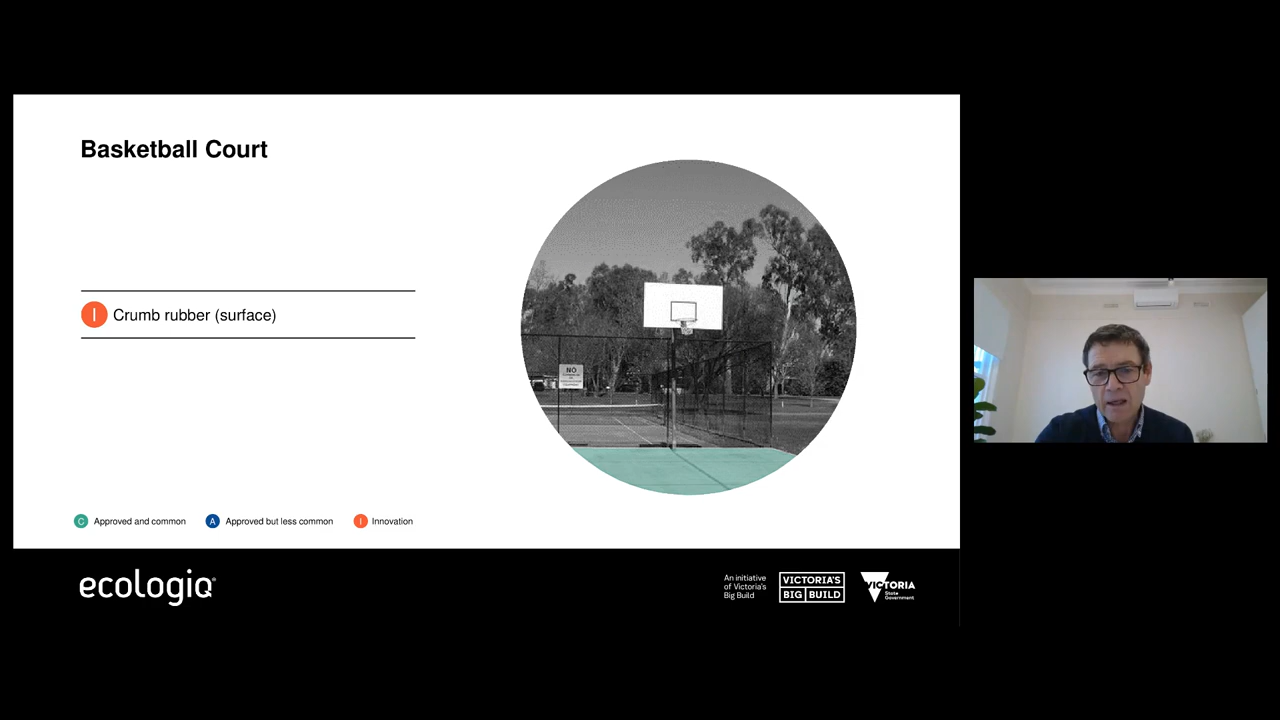 Basketball Court
I Crumb rubber (surface)
NO
C Approved and common
A Approved but less common
I Innovation
ecologiq
An initiative
of Victoria's
Big Build
VICTORIA'S
BIG BUILD
VICTORIA
State
Government